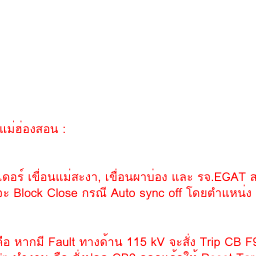 แม่ฮ่องสอน :
เดอร์ เขื่อนแม่สะงา, เขื่อนผาบ่อง และ รจ.EGAT
จะ Block Close กรณี Auto sync off โดยตำแหน่ง
คือ หากมี Fault ทางด้าน 115 kV จะสั่ง Trip CB